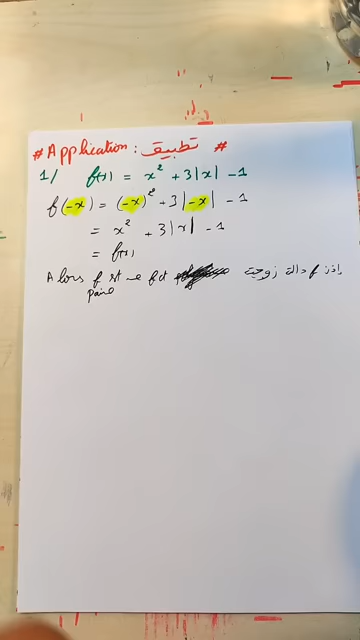 # Application : تطبيق #
1/ f(x) = x² + 3|x| - 1
f(-x) = (-x)² + 3|-x| - 1
= x² + 3|x| - 1
= f(x)
Alors f st une fct إذن f دالة زوجية
paire